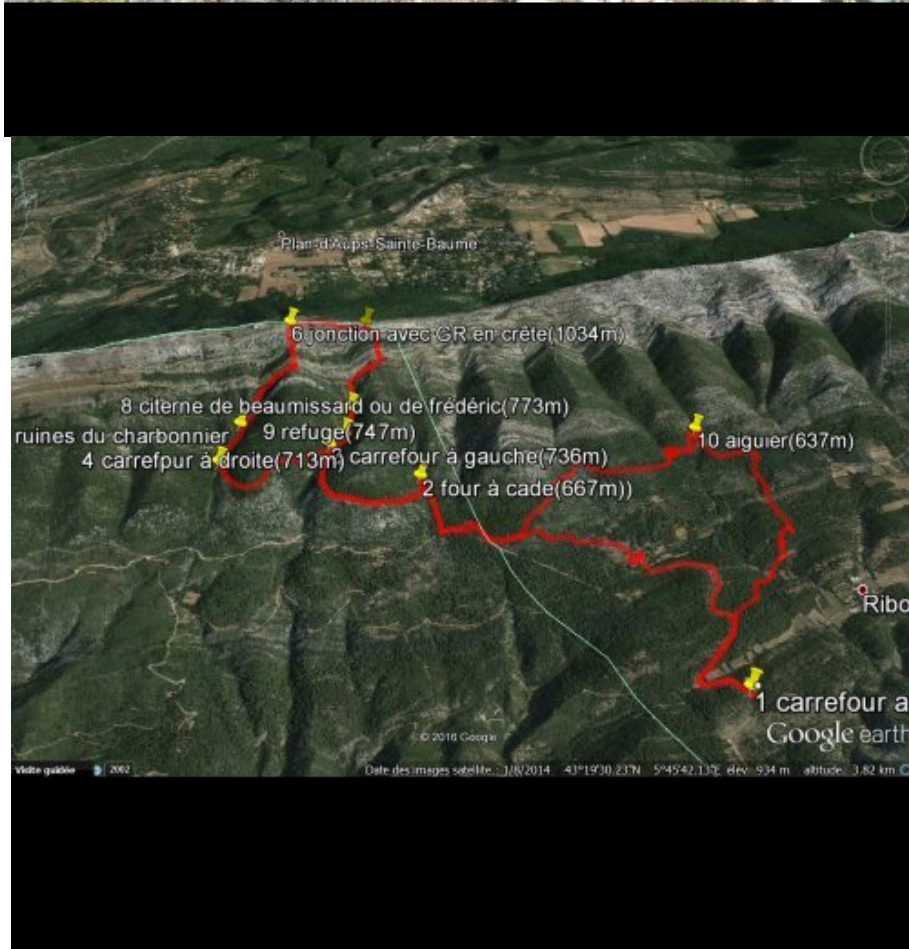 Plan-d'Aups-Sainte-Baume
6 jonction avec GR en crête(1034m)
8 citerne de beaumissard ou de frédéric(773m)
ruines du charbonnier
9 refuge(747m)
10 aiguier(637m)
4 carrefpur à droite(713m)
3 carrefour à gauche(736m)
2 four à cade(667m))
Ribo
1 carrefour a
© 2016 Google
Google earth
Visite guidée 2002 Date des images satellite : 1/8/2014 43°19'30.23"N 5°45'42.13"E élév. 934 m altitude 3.82 km